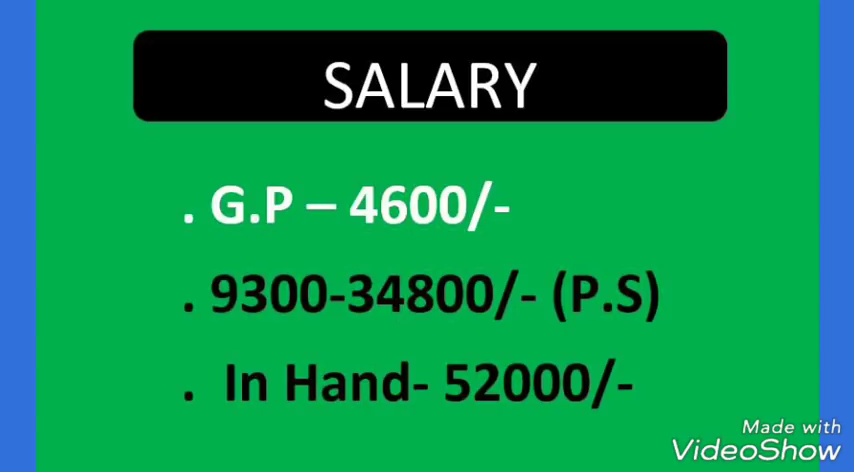 SALARY
. G.P – 4600/-
. 9300-34800/- (P.S)
. In Hand- 52000/-
Made with
VideoShow